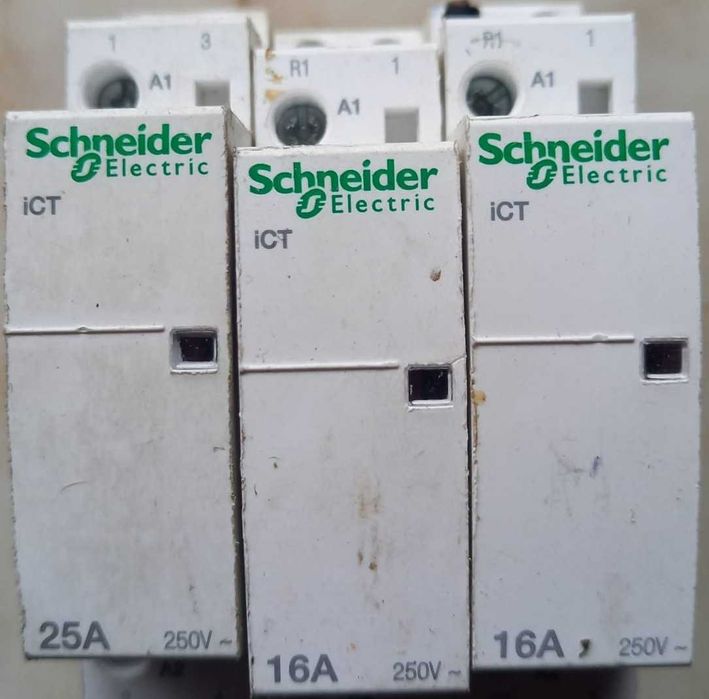 1 3
A1
Schneider
Electric
iCT
25A 250V ~
R1 1
A1
Schneider
Electric
iCT
16A 250V ~
R1 1
A1
Schneider
Electric
iCT
16A 250V ~
A2